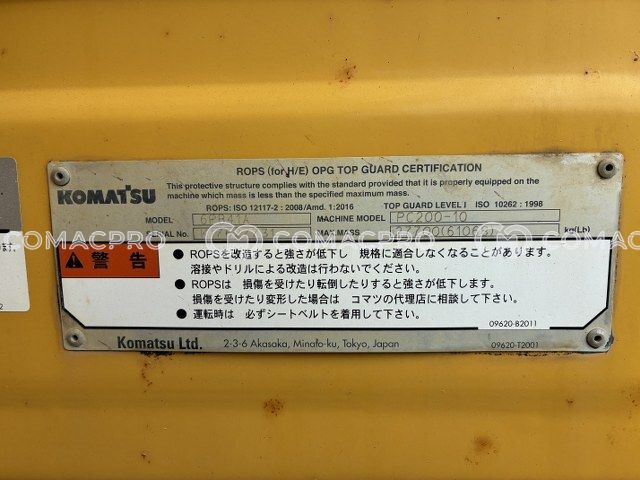 ROPS (for H/E) OPG TOP GUARD CERTIFICATION
KOMATSU
This protective structure complies with the standard provided that it is properly equipped on the
machine which mass is less than the specified maximum mass.
ROPS: ISO 12117-2 : 2008/Amd. 1:2016 TOP GUARD LEVEL I ISO 10262 : 1998
MODEL MACHINE MODEL PC200-10
SERIAL No. MAX MASS kg(Lb)
COMACPRO COMACPRO COMACPRO
警告
● ROPSを改造すると強さが低下し 規格に適合しなくなることがあります。
溶接やドリルによる改造は行わないでください。
● ROPSは 損傷を受けたり転倒したりすると強さが低下します。
損傷を受けたり変形した場合は コマツの代理店に相談して下さい。
● 運転時は 必ずシートベルトを着用して下さい。
09620-B2011
Komatsu Ltd. 2-3-6 Akasaka, Minato-ku, Tokyo, Japan 09620-T2001